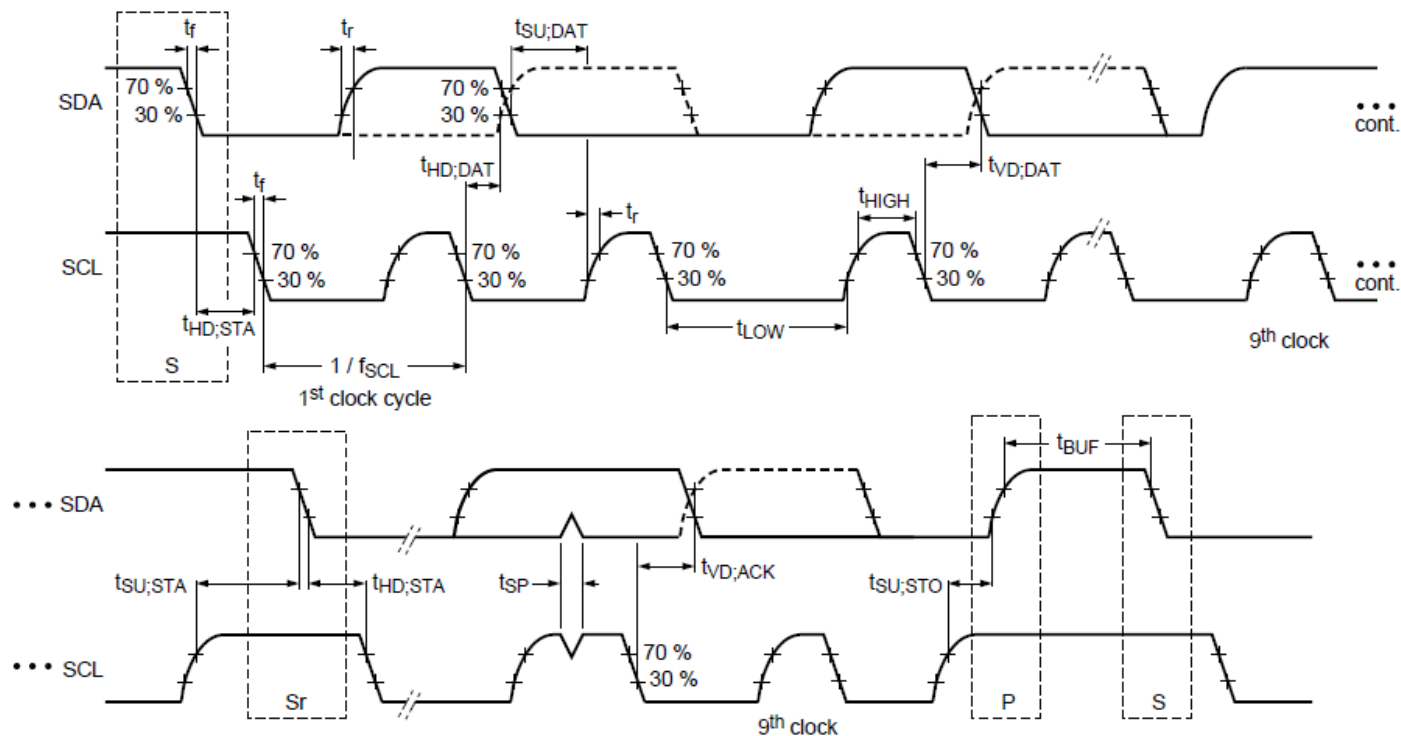 tf tr tSU;DAT
70 % 70 %
SDA
30 % 30 %
••• cont.
tHD;DAT tVD;DAT
tf tr tHIGH
70 % 70 % 70 % 70 %
SCL
30 % 30 % 30 % 30 %
••• cont.
tHD;STA tLOW
9th clock
S 1 / fSCL
1st clock cycle
tBUF
••• SDA
tSU;STA tHD;STA tSP tVD;ACK tSU;STO
70 %
••• SCL
30 %
Sr P S
9th clock